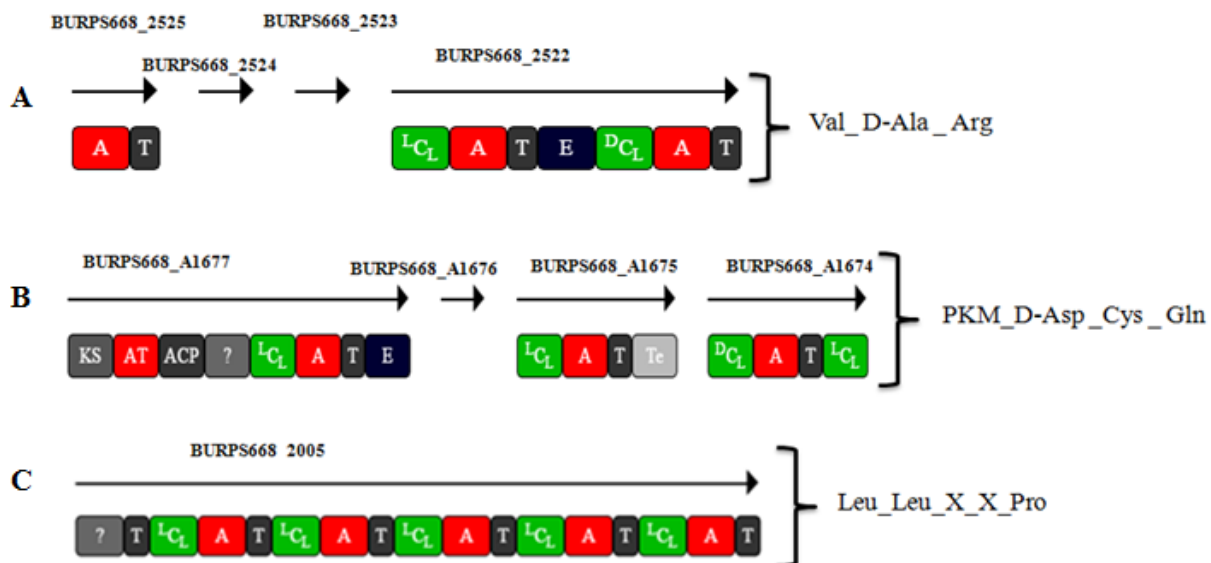 BURPS668_2525 BURPS668_2523
BURPS668_2524 BURPS668_2522
A
A T ᴸCL A T E ᴰCL A T
Val_D-Ala_Arg
BURPS668_A1677 BURPS668_A1676 BURPS668_A1675 BURPS668_A1674
B
KS AT ACP ? ᴸCL A T E ᴸCL A T Te ᴰCL A T ᴸCL
PKM_D-Asp_Cys_Gln
BURPS668_2005
C
? T ᴸCL A T ᴸCL A T ᴸCL A T ᴸCL A T ᴸCL A T
Leu_Leu_X_X_Pro